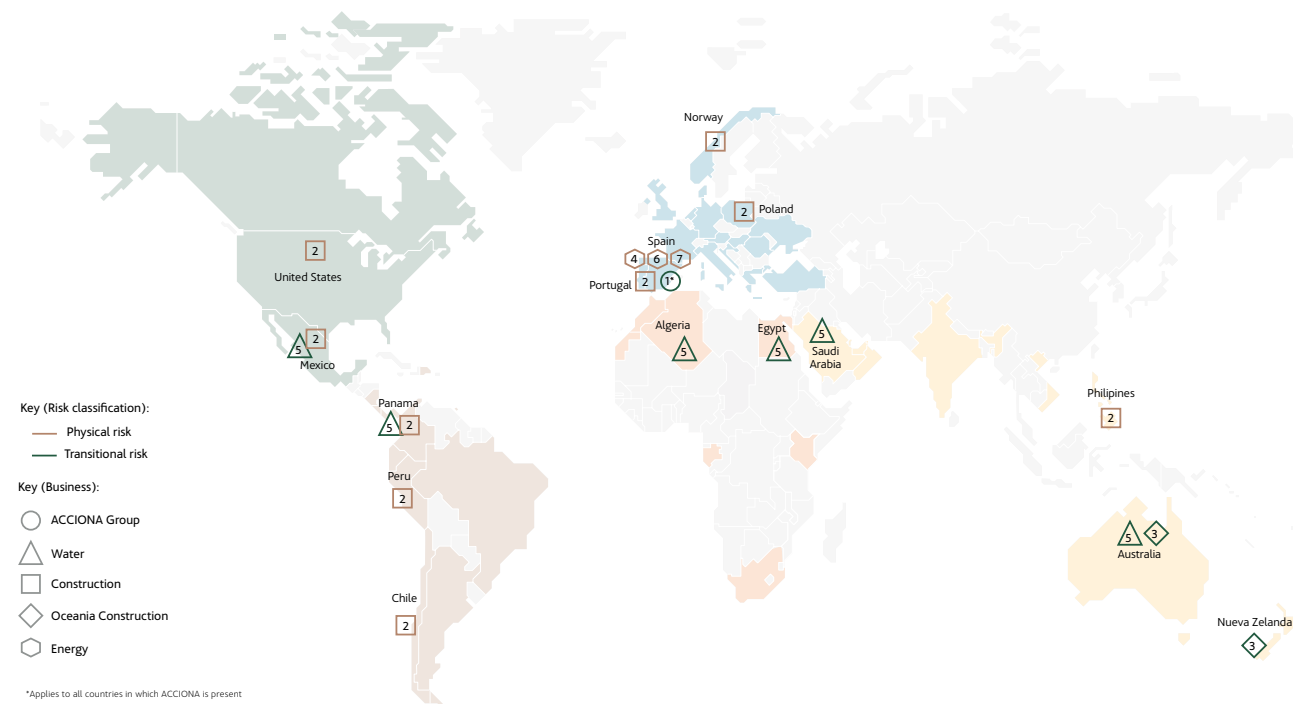 Norway
2
2
Poland
Spain
4
6
7
Portugal
2
1*
2
United States
2
5
Mexico
Algeria
5
Egypt
5
5
Saudi
Arabia
Philipines
2
Panama
5
2
Peru
2
Chile
2
5
3
Australia
Nueva Zelanda
3
Key (Risk classification):
Physical risk
Transitional risk
Key (Business):
ACCIONA Group
Water
Construction
Oceania Construction
Energy
*Applies to all countries in which ACCIONA is present